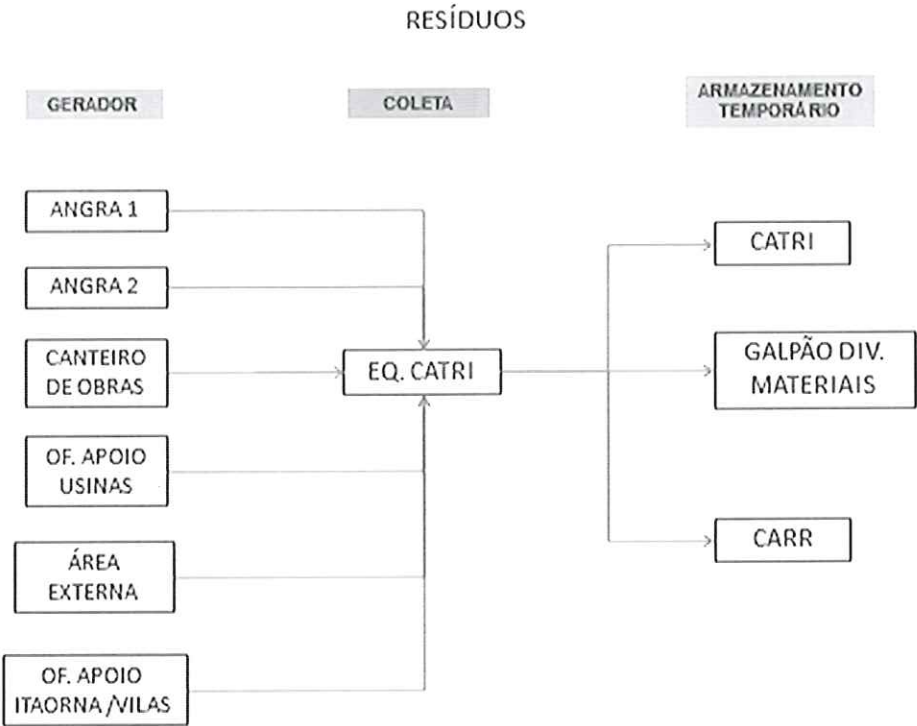 RESÍDUOS
GERADOR
COLETA
ARMAZENAMENTO
TEMPORÁRIO
ANGRA 1
ANGRA 2
CANTEIRO
DE OBRAS
OF. APOIO
USINAS
ÁREA
EXTERNA
OF. APOIO
ITAORNA /VILAS
EQ. CATRI
CATRI
GALPÃO DIV.
MATERIAIS
CARR